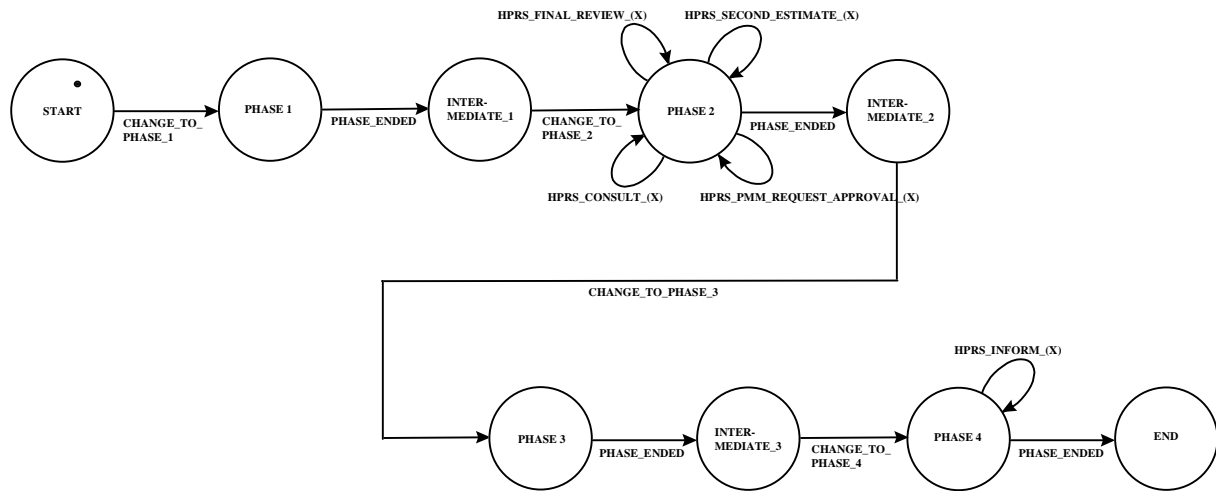 HPRS_FINAL_REVIEW_(X)
HPRS_SECOND_ESTIMATE_(X)
START
CHANGE_TO_
PHASE_1
PHASE 1
PHASE_ENDED
INTER-
MEDIATE_1
CHANGE_TO_
PHASE_2
PHASE 2
PHASE_ENDED
INTER-
MEDIATE_2
HPRS_CONSULT_(X)
HPRS_PMM_REQUEST_APPROVAL_(X)
CHANGE_TO_PHASE_3
HPRS_INFORM_(X)
PHASE 3
PHASE_ENDED
INTER-
MEDIATE_3
CHANGE_TO_
PHASE_4
PHASE 4
PHASE_ENDED
END